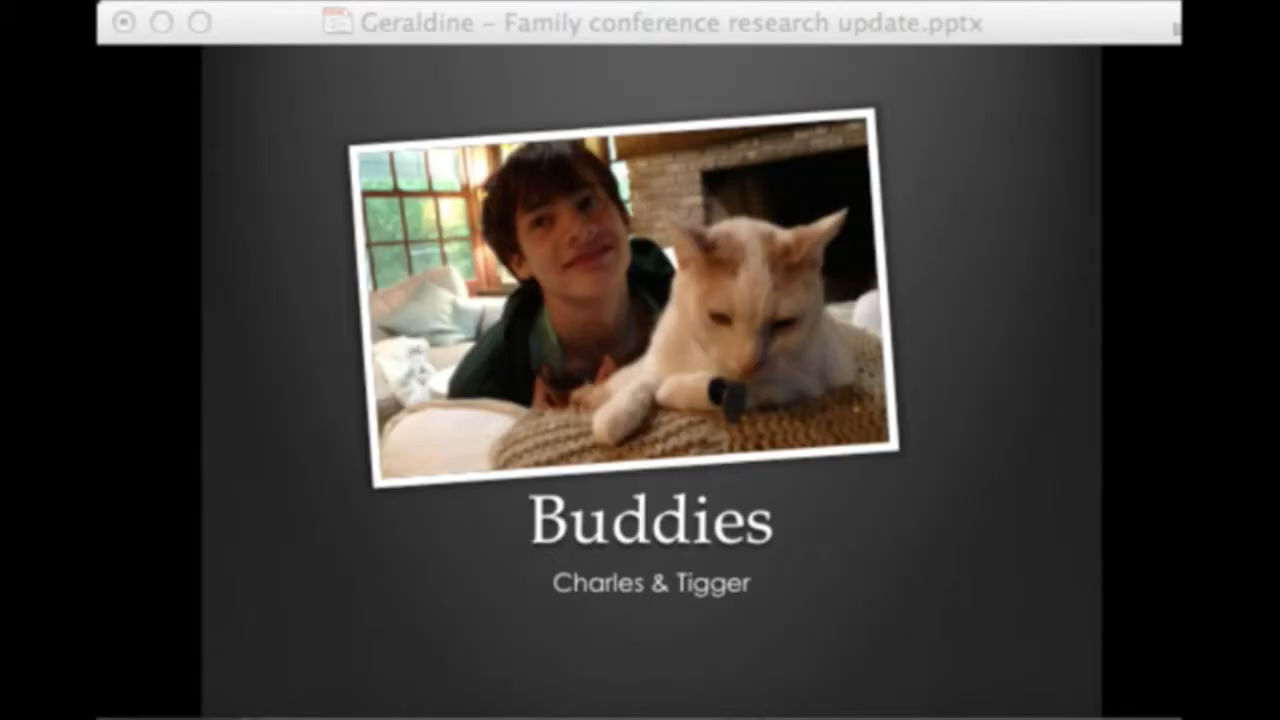 Geraldine – Family conference research update.pptx
Buddies
Charles & Tigger